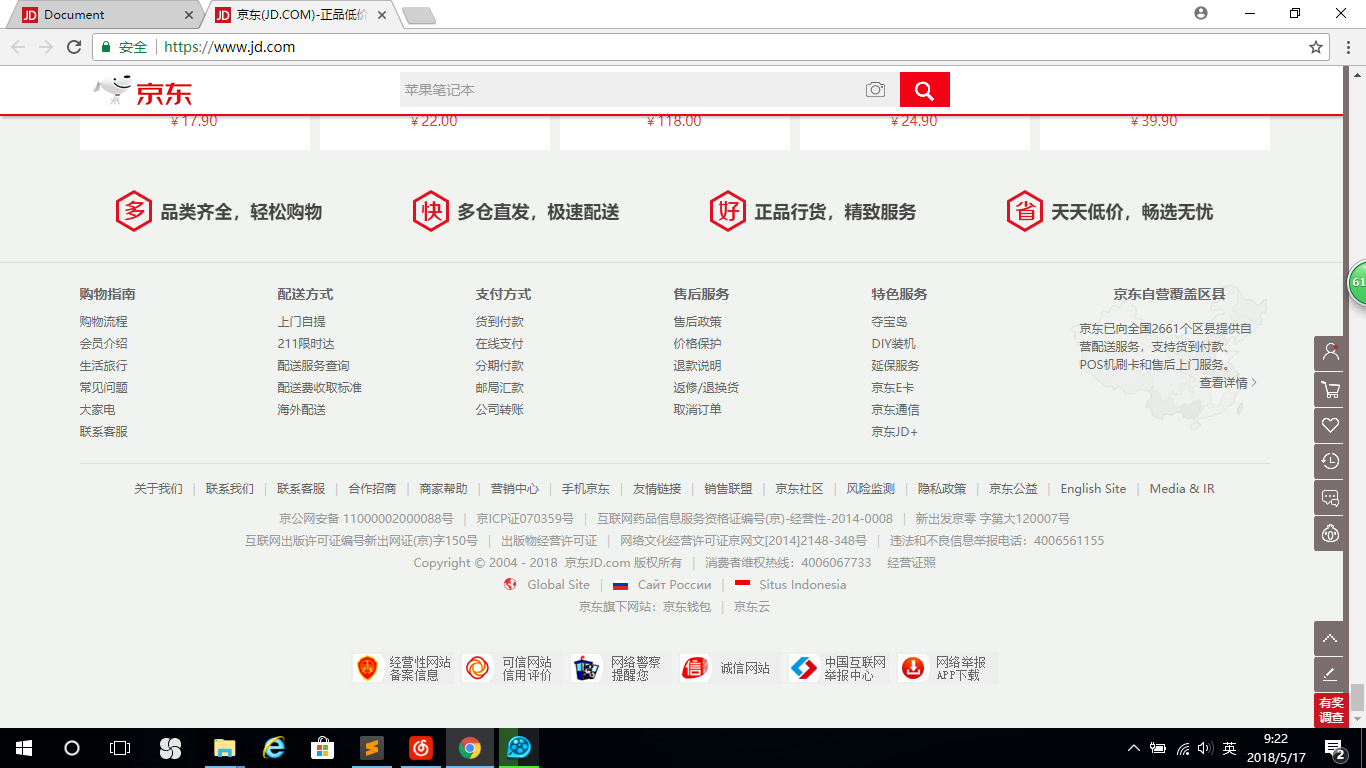 JD Document
JD 京东(JD.COM)-正品低价
安全 https://www.jd.com
京东 苹果笔记本
￥17.90 ￥22.00 ￥118.00 ￥24.90 ￥39.90
多 品类齐全，轻松购物 快 多仓直发，极速配送 好 正品行货，精致服务 省 天天低价，畅选无忧
61
购物指南 配送方式 支付方式 售后服务 特色服务 京东自营覆盖区县
购物流程 上门自提 货到付款 售后政策 夺宝岛
会员介绍 211限时达 在线支付 价格保护 DIY装机
生活旅行 配送服务查询 分期付款 退款说明 延保服务
常见问题 配送费收取标准 邮局汇款 返修/退换货 京东E卡
大家电 海外配送 公司转账 取消订单 京东通信
联系客服 京东JD+
京东已向全国2661个区县提供自
营配送服务，支持货到付款、
POS机刷卡和售后上门服务。
查看详情 >
关于我们 | 联系我们 | 联系客服 | 合作招商 | 商家帮助 | 营销中心 | 手机京东 | 友情链接 | 销售联盟 | 京东社区 | 风险监测 | 隐私政策 | 京东公益 | English Site | Media & IR
京公网安备 11000002000088号 | 京ICP证070359号 | 互联网药品信息服务资格证编号(京)-经营性-2014-0008 | 新出发京零 字第大120007号
互联网出版许可证编号新出网证(京)字150号 | 出版物经营许可证 | 网络文化经营许可证京网文[2014]2148-348号 | 违法和不良信息举报电话：4006561155
Copyright © 2004 - 2018 京东JD.com 版权所有 | 消费者维权热线：4006067733 经营证照
Global Site | Сайт России | Situs Indonesia
京东旗下网站：京东钱包 | 京东云
经营性网站
备案信息
可信网站
信用评价
网络警察
提醒您
诚信网站
中国互联网
举报中心
网络举报
APP下载
有奖
调查
英
9:22
2018/5/17
2